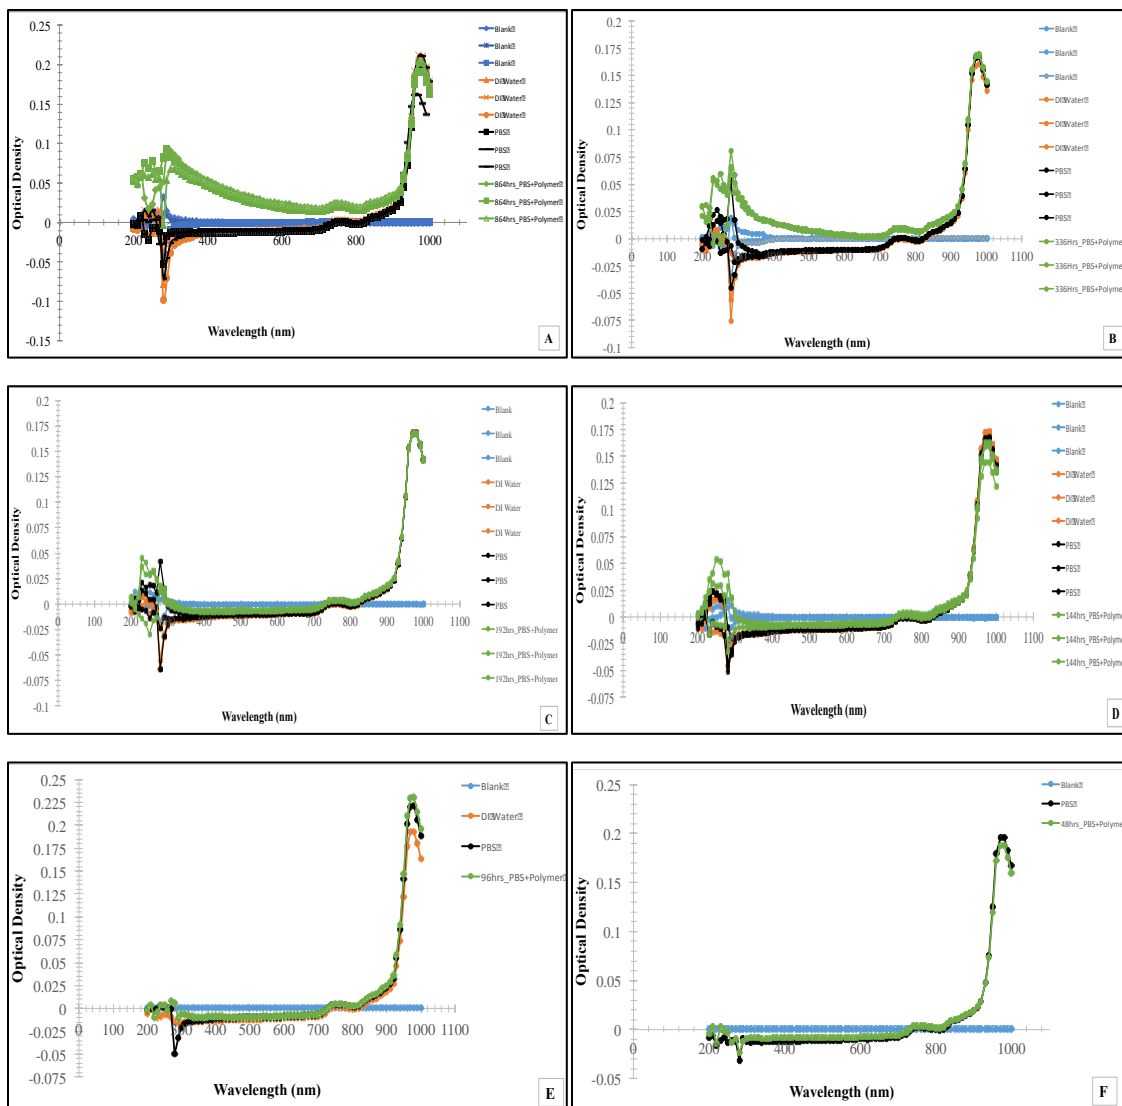 0.25
0.2
0.15
0.1
0.05
0
-0.05
-0.1
-0.15
0
200
400
600
800
1000
Optical Density
Wavelength (nm)
Blank
Blank
Blank
DI Water
DI Water
DI Water
PBS
PBS
PBS
864hrs_PBS+Polymer
864hrs_PBS+Polymer
864hrs_PBS+Polymer
A
0.2
0.175
0.15
0.125
0.1
0.075
0.05
0.025
0
-0.025
-0.05
-0.075
-0.1
0
100
200
300
400
500
600
700
800
900
1000
1100
Optical Density
Wavelength (nm)
Blank
Blank
Blank
DI Water
DI Water
DI Water
PBS
PBS
PBS
336Hrs_PBS+Polymer
336Hrs_PBS+Polymer
336Hrs_PBS+Polymer
B
0.2
0.175
0.15
0.125
0.1
0.075
0.05
0.025
0
-0.025
-0.05
-0.075
-0.1
0
100
200
300
400
500
600
700
800
900
1000
1100
Optical Density
Wavelength (nm)
Blank
Blank
Blank
DI Water
DI Water
DI Water
PBS
PBS
PBS
192hrs_PBS+Polymer
192hrs_PBS+Polymer
192hrs_PBS+Polymer
C
0.2
0.175
0.15
0.125
0.1
0.075
0.05
0.025
0
-0.025
-0.05
-0.075
0
100
200
300
400
500
600
700
800
900
1000
1100
Optical Density
Wavelength (nm)
Blank
Blank
Blank
DI Water
DI Water
DI Water
PBS
PBS
PBS
144hrs_PBS+Polymer
144hrs_PBS+Polymer
144hrs_PBS+Polymer
D
0.25
0.225
0.2
0.175
0.15
0.125
0.1
0.075
0.05
0.025
0
-0.025
-0.05
-0.075
0
100
200
300
400
500
600
700
800
900
1000
1100
Optical Density
Wavelength (nm)
Blank
DI Water
PBS
96hrs_PBS+Polymer
E
0.25
0.2
0.15
0.1
0.05
0
-0.05
0
200
400
600
800
1000
Optical Density
Wavelength (nm)
Blank
PBS
48hrs_PBS+Polymer
F